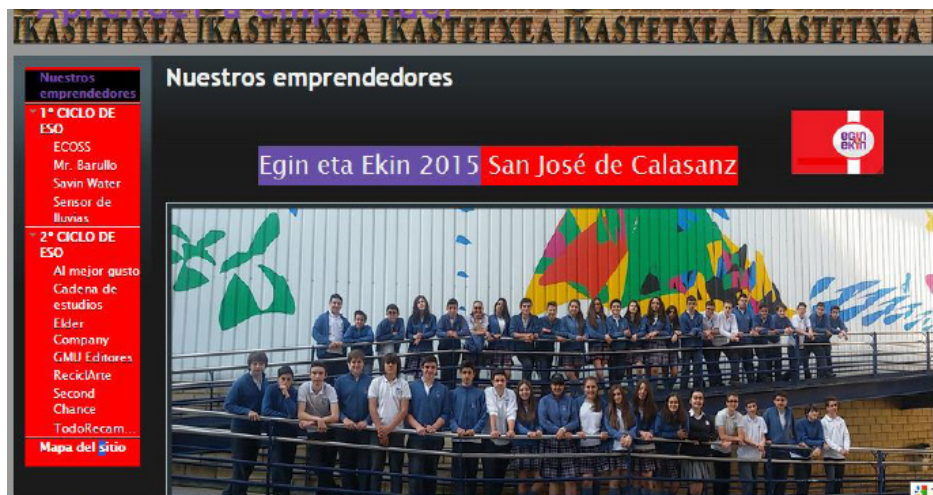 Aprender a emprender
IKASTETXEA IKASTETXEA IKASTETXEA IKASTETXEA IKASTETXEA
Nuestros
emprendedores
1º CICLO DE
ESO
ECOSS
Mr. Barullo
Savin Water
Sensor de
lluvias
2º CICLO DE
ESO
Al mejor gusto
Cadena de
estudios
Elder
Company
GMU Editores
ReciclArte
Second
Chance
TodoRecam...
Mapa del sitio
Nuestros emprendedores
egin
ekin
Egin eta Ekin 2015 San José de Calasanz